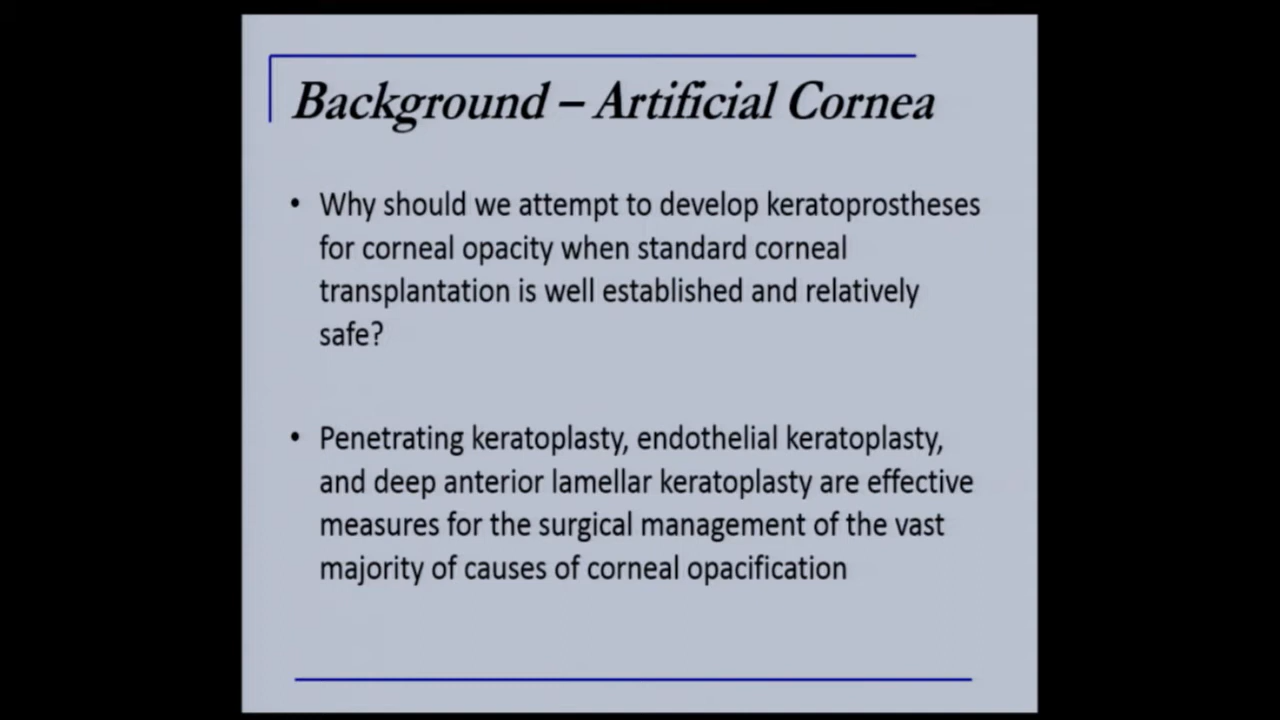 Background – Artificial Cornea
• Why should we attempt to develop keratoprostheses
for corneal opacity when standard corneal
transplantation is well established and relatively
safe?
• Penetrating keratoplasty, endothelial keratoplasty,
and deep anterior lamellar keratoplasty are effective
measures for the surgical management of the vast
majority of causes of corneal opacification